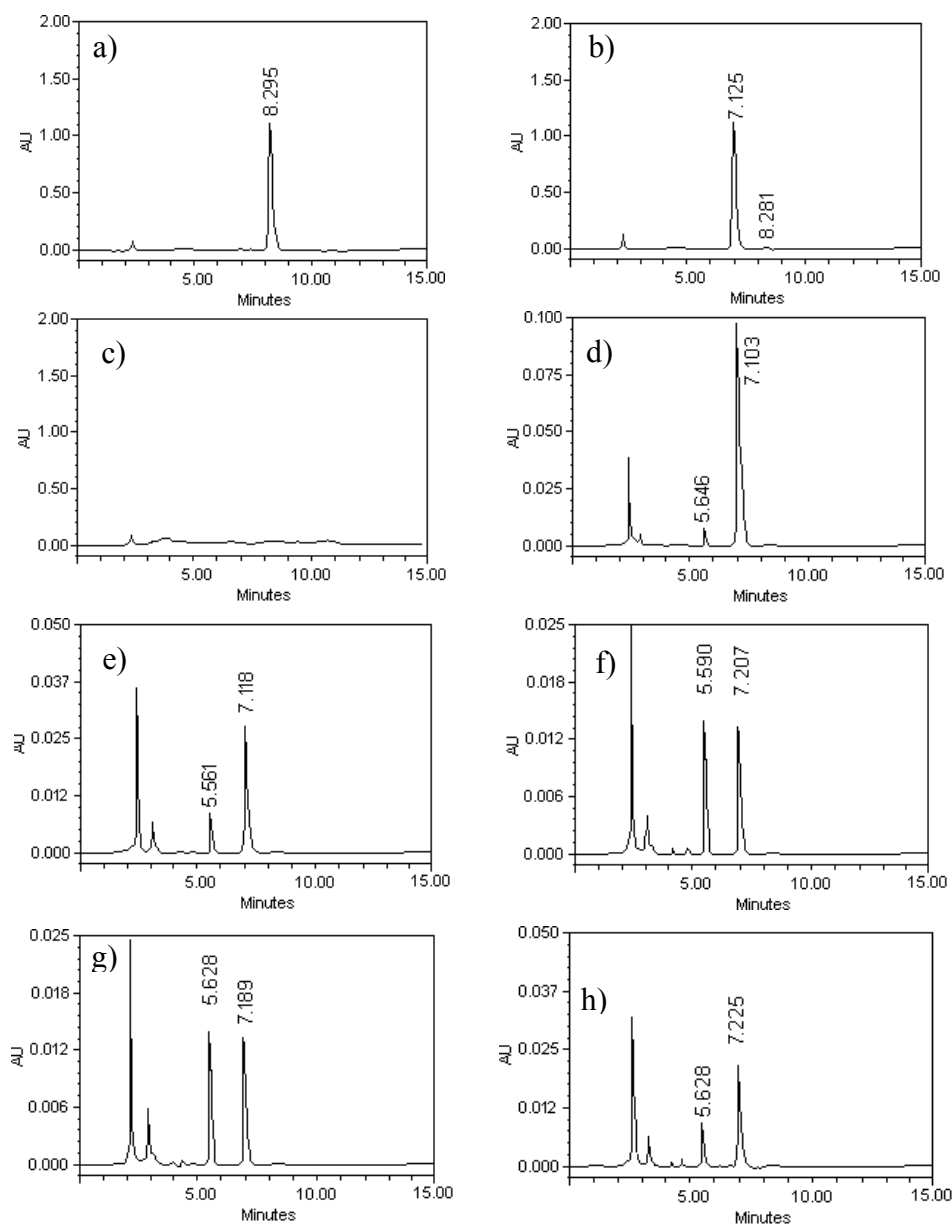 a)
2.00
1.50
1.00
0.50
0.00
AU
8.295
5.00 10.00 15.00
Minutes
b)
2.00
1.50
1.00
0.50
0.00
AU
7.125
8.281
5.00 10.00 15.00
Minutes
c)
2.00
1.50
1.00
0.50
0.00
AU
5.00 10.00 15.00
Minutes
d)
0.100
0.075
0.050
0.025
0.000
AU
5.646
7.103
5.00 10.00 15.00
Minutes
e)
0.050
0.037
0.025
0.012
0.000
AU
5.561
7.118
5.00 10.00 15.00
Minutes
f)
0.025
0.018
0.012
0.006
0.000
AU
5.590
7.207
5.00 10.00 15.00
Minutes
g)
0.025
0.018
0.012
0.006
0.000
AU
5.628
7.189
5.00 10.00 15.00
Minutes
h)
0.050
0.037
0.025
0.012
0.000
AU
5.628
7.225
5.00 10.00 15.00
Minutes